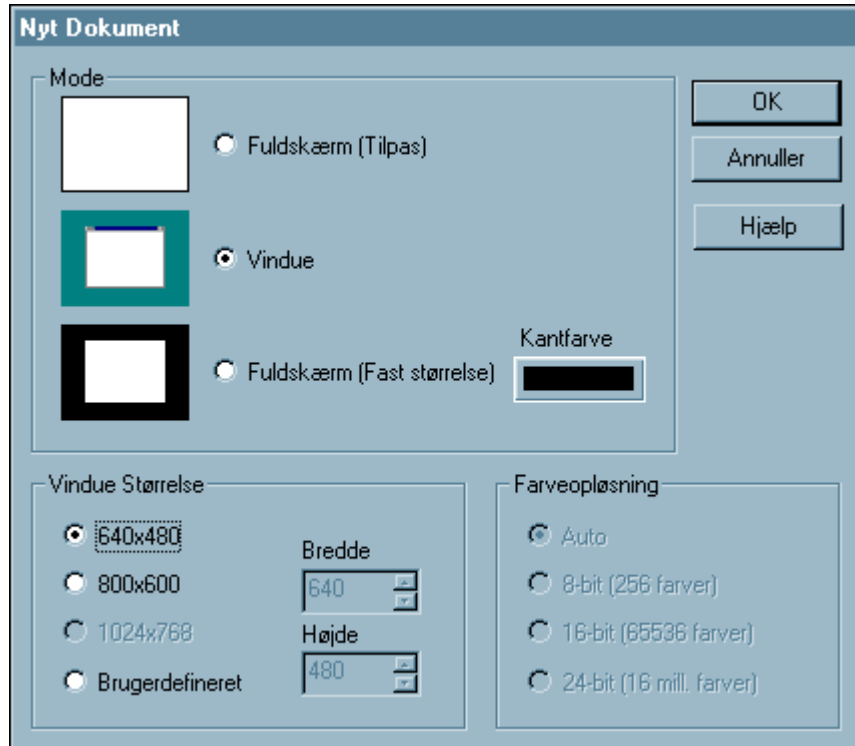 Nyt Dokument
Mode
Fuldskærm (Tilpas)
Vindue
Fuldskærm (Fast størrelse)
Kantfarve
OK
Annuller
Hjælp
Vindue Størrelse
640x480
800x600
1024x768
Brugerdefineret
Bredde
640
Højde
480
Farveopløsning
Auto
8-bit (256 farver)
16-bit (65536 farver)
24-bit (16 mill. farver)